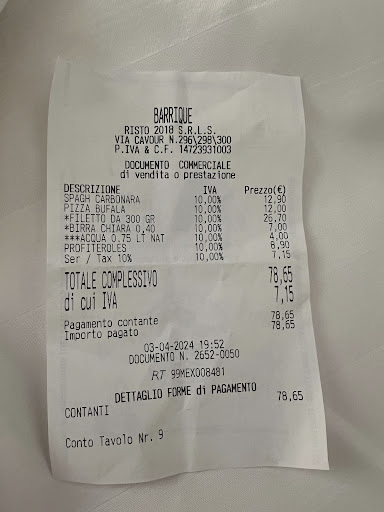 BARRIQUE
RISTO 2018 S.R.L.S.
VIA CAVOUR N.296\298\300
P.IVA & C.F. 14723931003
DOCUMENTO COMMERCIALE
di vendita o prestazione
DESCRIZIONE IVA Prezzo(€)
SPAGH CARBONARA 10,00% 12,90
PIZZA BUFALA 10,00% 12,00
*FILETTO DA 300 GR 10,00% 26,70
*BIRRA CHIARA 0,40 10,00% 7,00
***ACQUA 0.75 LT NAT 10,00% 4,00
PROFITEROLES 10,00% 8,90
Ser / Tax 10% 10,00% 7,15
TOTALE COMPLESSIVO 78,65
di cui IVA 7,15
Pagamento contante 78,65
Importo pagato 78,65
03-04-2024 19:52
DOCUMENTO N. 2652-0050
RT 99MEX008481
DETTAGLIO FORME di PAGAMENTO
CONTANTI 78,65
Conto Tavolo Nr. 9